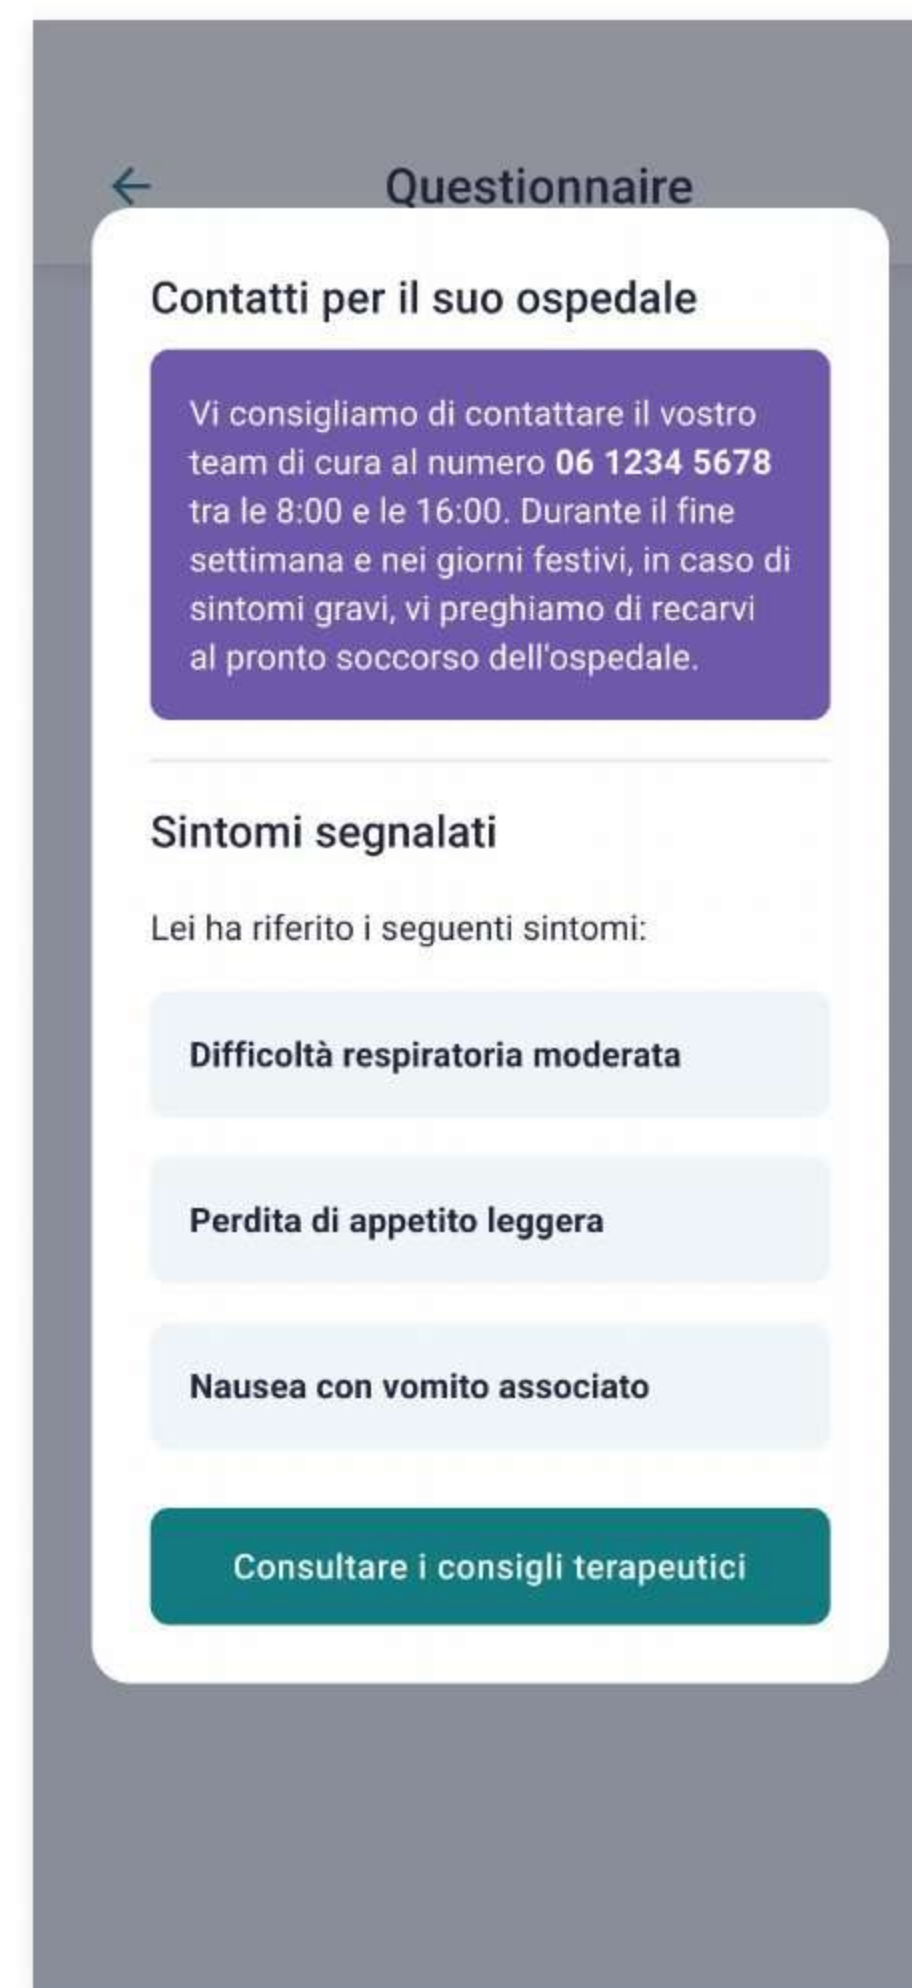 Questionnaire
Contatti per il suo ospedale
Vi consigliamo di contattare il vostro
team di cura al numero 06 1234 5678
tra le 8:00 e le 16:00. Durante il fine
settimana e nei giorni festivi, in caso di
sintomi gravi, vi preghiamo di recarvi
al pronto soccorso dell'ospedale.
Sintomi segnalati
Lei ha riferito i seguenti sintomi:
Difficoltà respiratoria moderata
Perdita di appetito leggera
Nausea con vomito associato
Consultare i consigli terapeutici